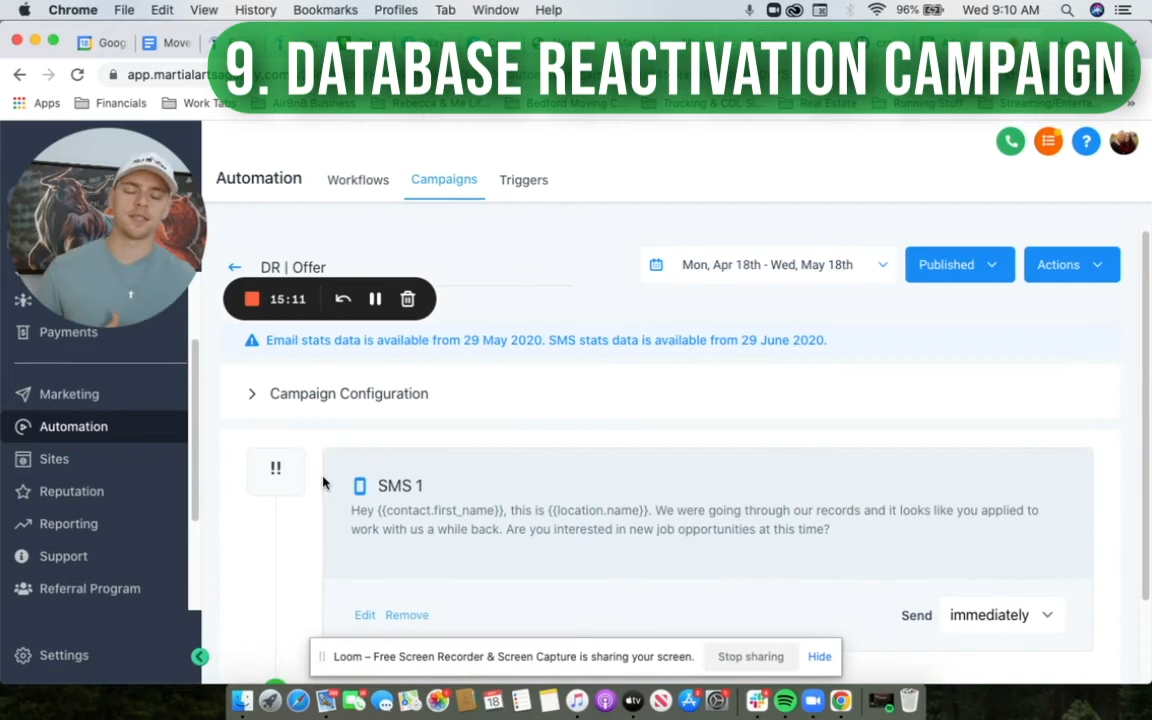 Chrome File Edit View History Bookmarks Profiles Tab Window Help 96% Wed 9:10 AM
9. DATABASE REACTIVATION CAMPAIGN
Goog Move
app.martialarts
Apps Financials Work
Automation Workflows Campaigns Triggers
DR | Offer
Mon, Apr 18th - Wed, May 18th Published Actions
15:11
Email stats data is available from 29 May 2020. SMS stats data is available from 29 June 2020.
Campaign Configuration
!!
SMS 1
Hey {{contact.first_name}}, this is {{location.name}}. We were going through our records and it looks like you applied to
work with us a while back. Are you interested in new job opportunities at this time?
Edit Remove
Send immediately
Payments
Marketing
Automation
Sites
Reputation
Reporting
Support
Referral Program
Settings
Loom – Free Screen Recorder & Screen Capture is sharing your screen. Stop sharing Hide